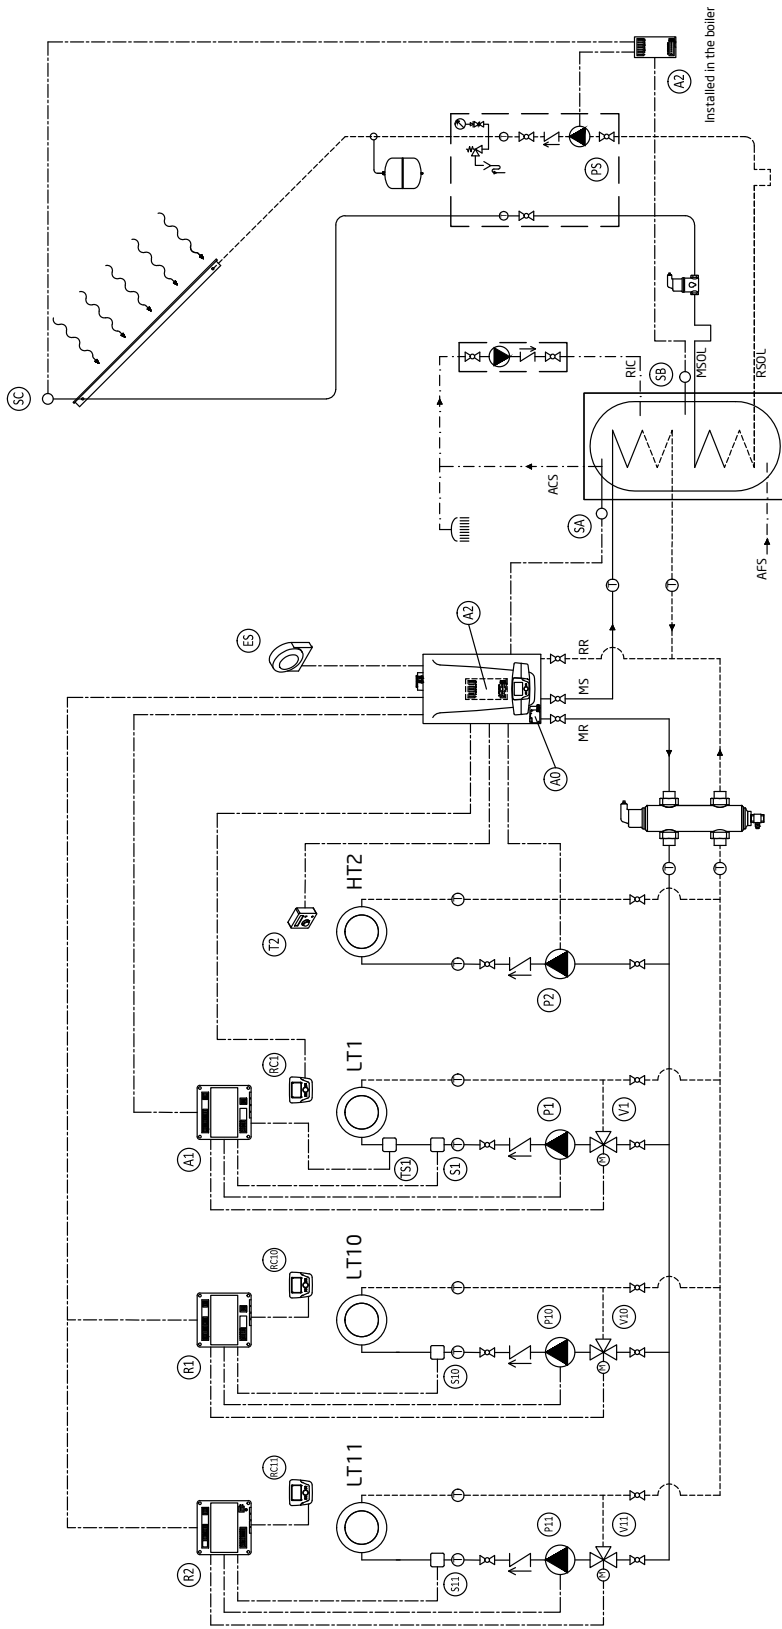 SC
A2
Installed in the boiler
PS
RIC
SB
MSOL
RSOL
ACS
SA
AFS
ES
A2
RR
MS
MR
A0
HT2
T2
P2
LT1
RC1
A1
TS1
S1
P1
V1
M
LT10
RC10
R1
S10
P10
V10
M
LT11
RC11
R2
S11
P11
V11
M